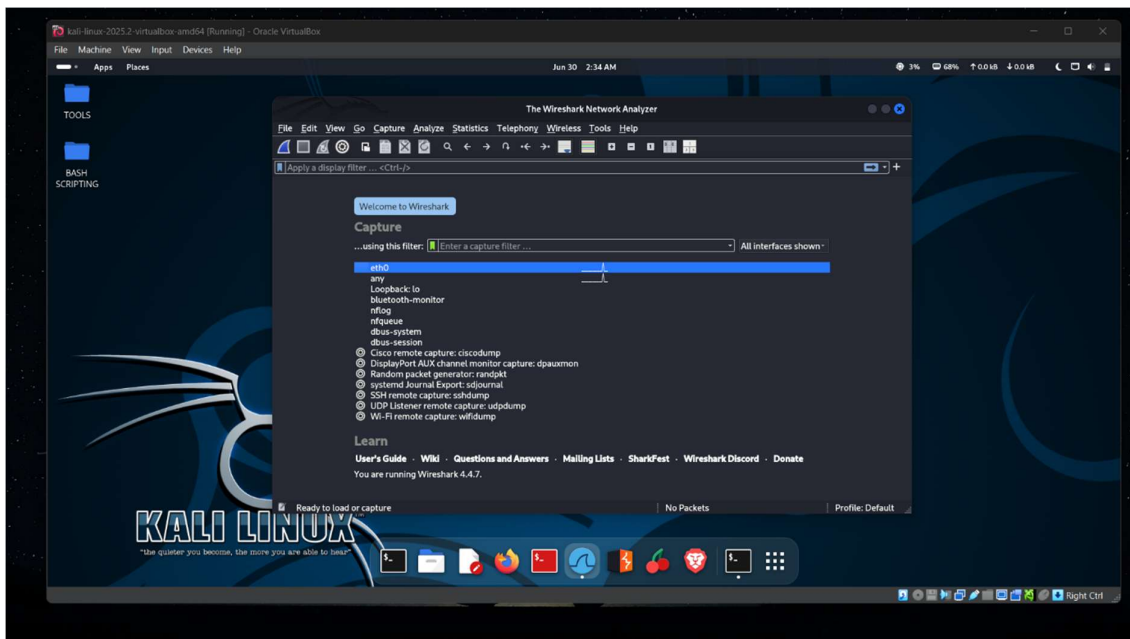 kali-linux-2025.2-virtualbox-amd64 [Running] - Oracle VirtualBox
File Machine View Input Devices Help
Apps Places Jun 30 2:34 AM 3% 68% ↑0.0 kB ↓0.0 kB
TOOLS
BASH
SCRIPTING
The Wireshark Network Analyzer
File Edit View Go Capture Analyze Statistics Telephony Wireless Tools Help
Apply a display filter ... <Ctrl-/>
Welcome to Wireshark
Capture
...using this filter: Enter a capture filter ... All interfaces shown
eth0
any
Loopback: lo
bluetooth-monitor
nflog
nfqueue
dbus-system
dbus-session
Cisco remote capture: ciscodump
DisplayPort AUX channel monitor capture: dpauxmon
Random packet generator: randpkt
systemd Journal Export: sdjournal
SSH remote capture: sshdump
UDP Listener remote capture: udpdump
Wi-Fi remote capture: wifidump
Learn
User's Guide · Wiki · Questions and Answers · Mailing Lists · SharkFest · Wireshark Discord · Donate
You are running Wireshark 4.4.7.
Ready to load or capture No Packets Profile: Default
KALI LINUX
"the quieter you become, the more you are able to hear"
Right Ctrl